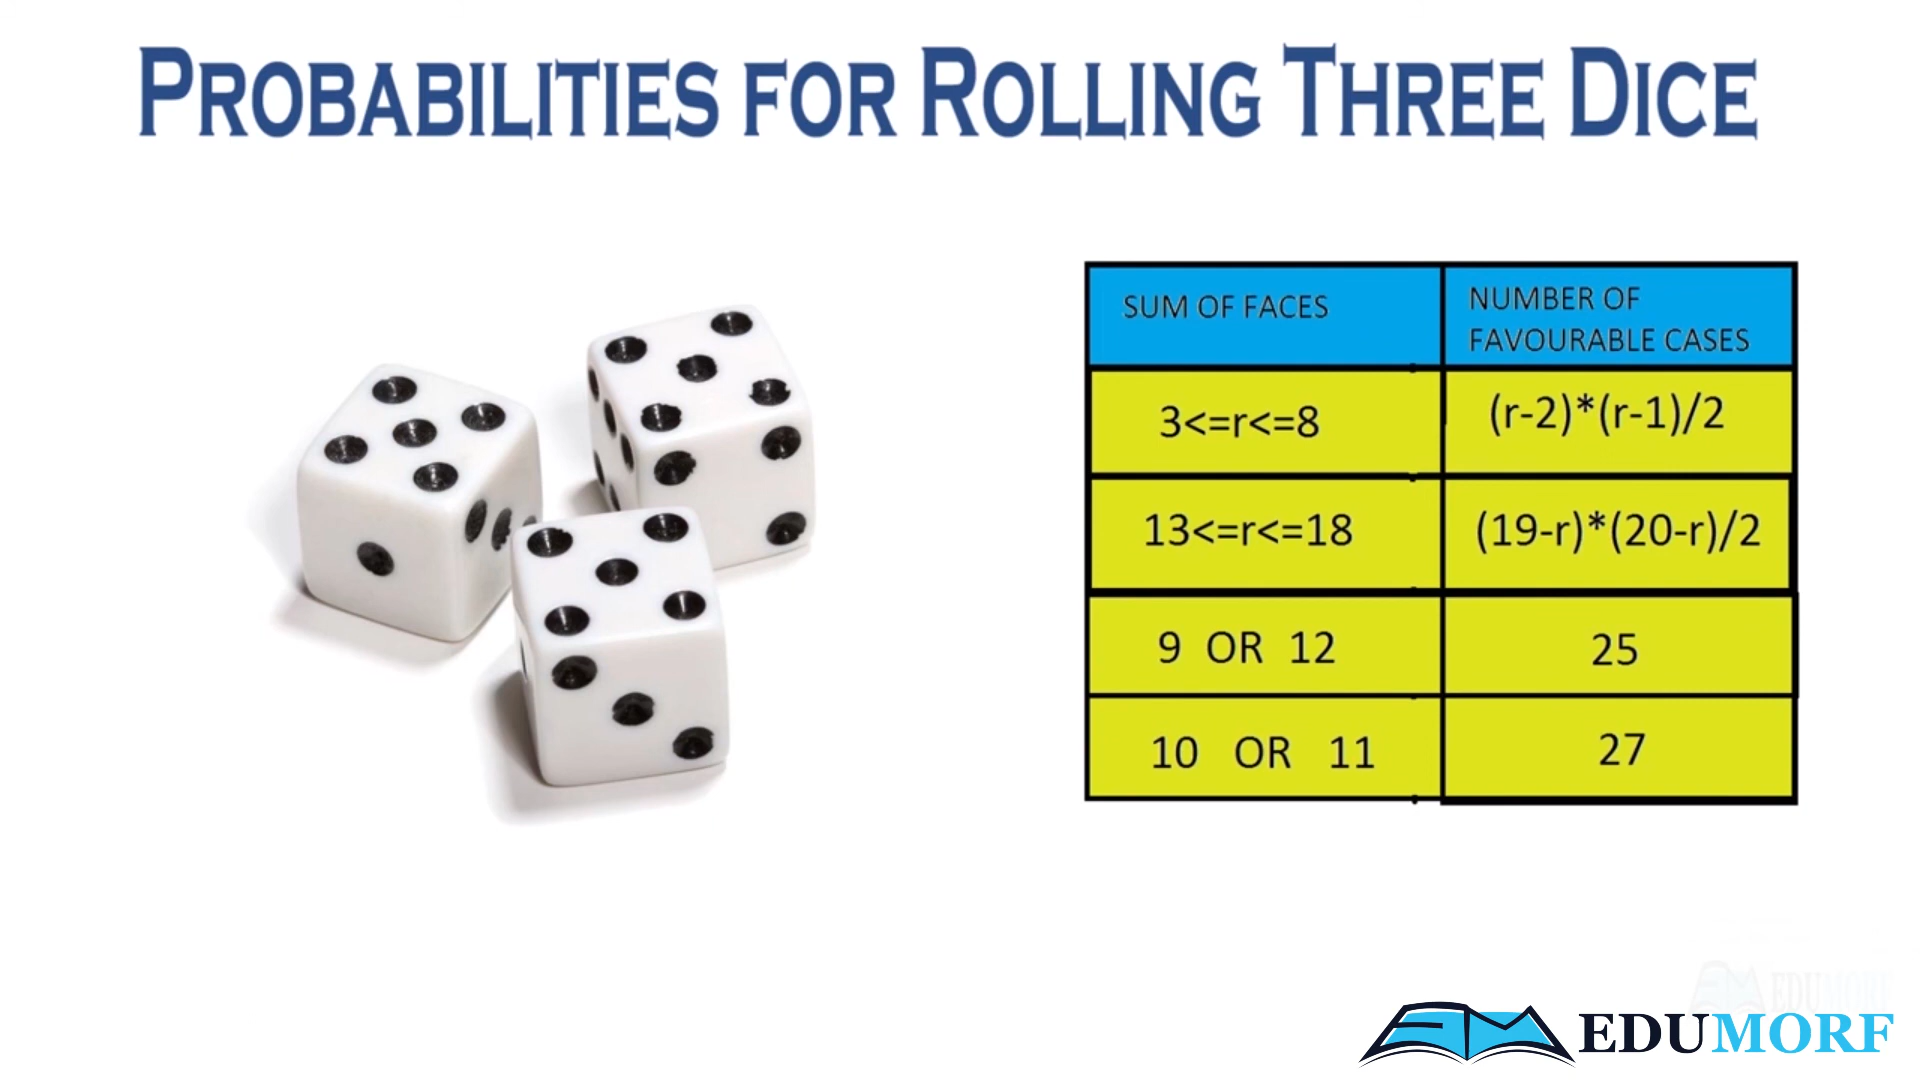 PROBABILITIES FOR ROLLING THREE DICE
SUM OF FACES
NUMBER OF
FAVOURABLE CASES
3<=r<=8
(r-2)*(r-1)/2
13<=r<=18
(19-r)*(20-r)/2
9 OR 12
25
10 OR 11
27
EDUMORF
EDUMORF